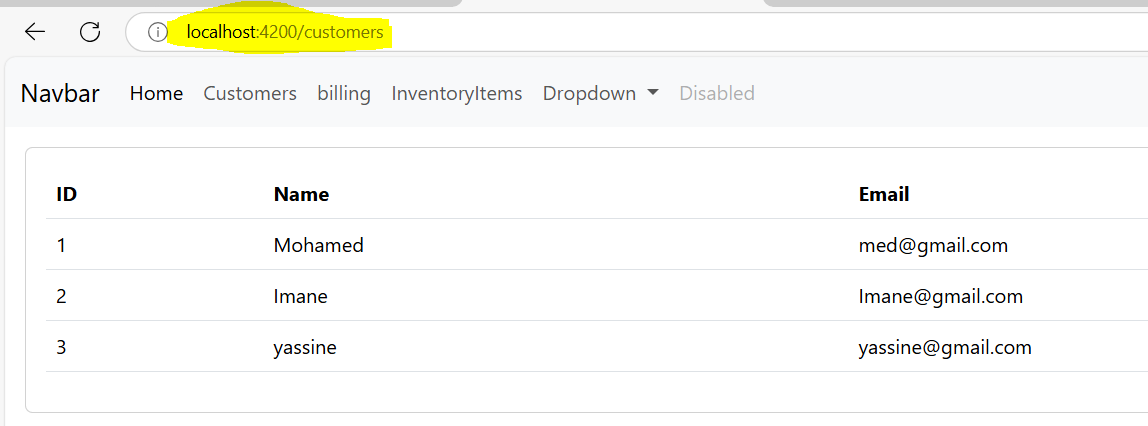 localhost:4200/customers
Navbar Home Customers billing InventoryItems Dropdown Disabled
ID Name Email
1 Mohamed med@gmail.com
2 Imane Imane@gmail.com
3 yassine yassine@gmail.com